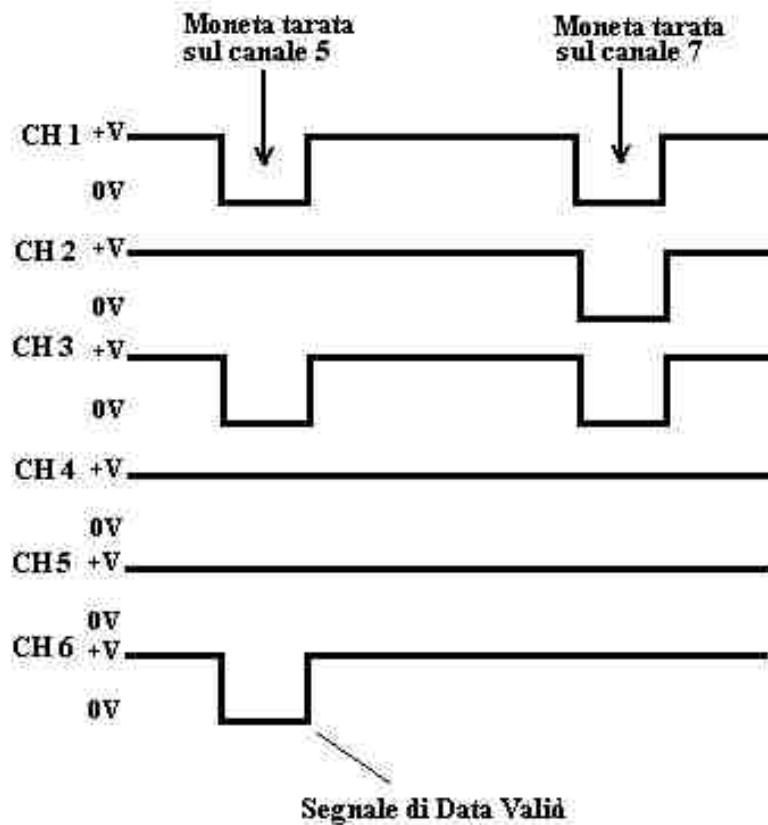 Moneta tarata
sul canale 5
Moneta tarata
sul canale 7
CH 1 +V
0V
CH 2 +V
0V
CH 3 +V
0V
CH 4 +V
0V
CH 5 +V
0V
CH 6 +V
0V
Segnale di Data Valid